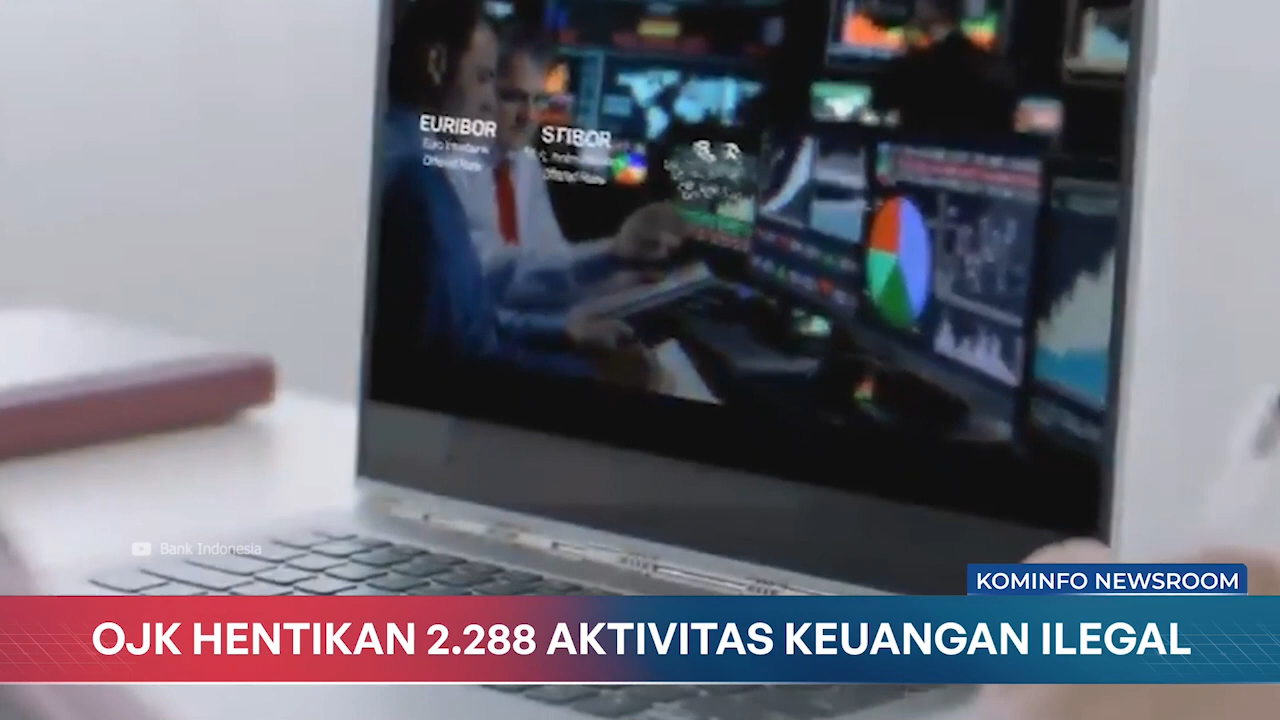 EURIBOR
STIBOR
Offered Rate
Bank Indonesia
KOMINFO NEWSROOM
OJK HENTIKAN 2.288 AKTIVITAS KEUANGAN ILEGAL